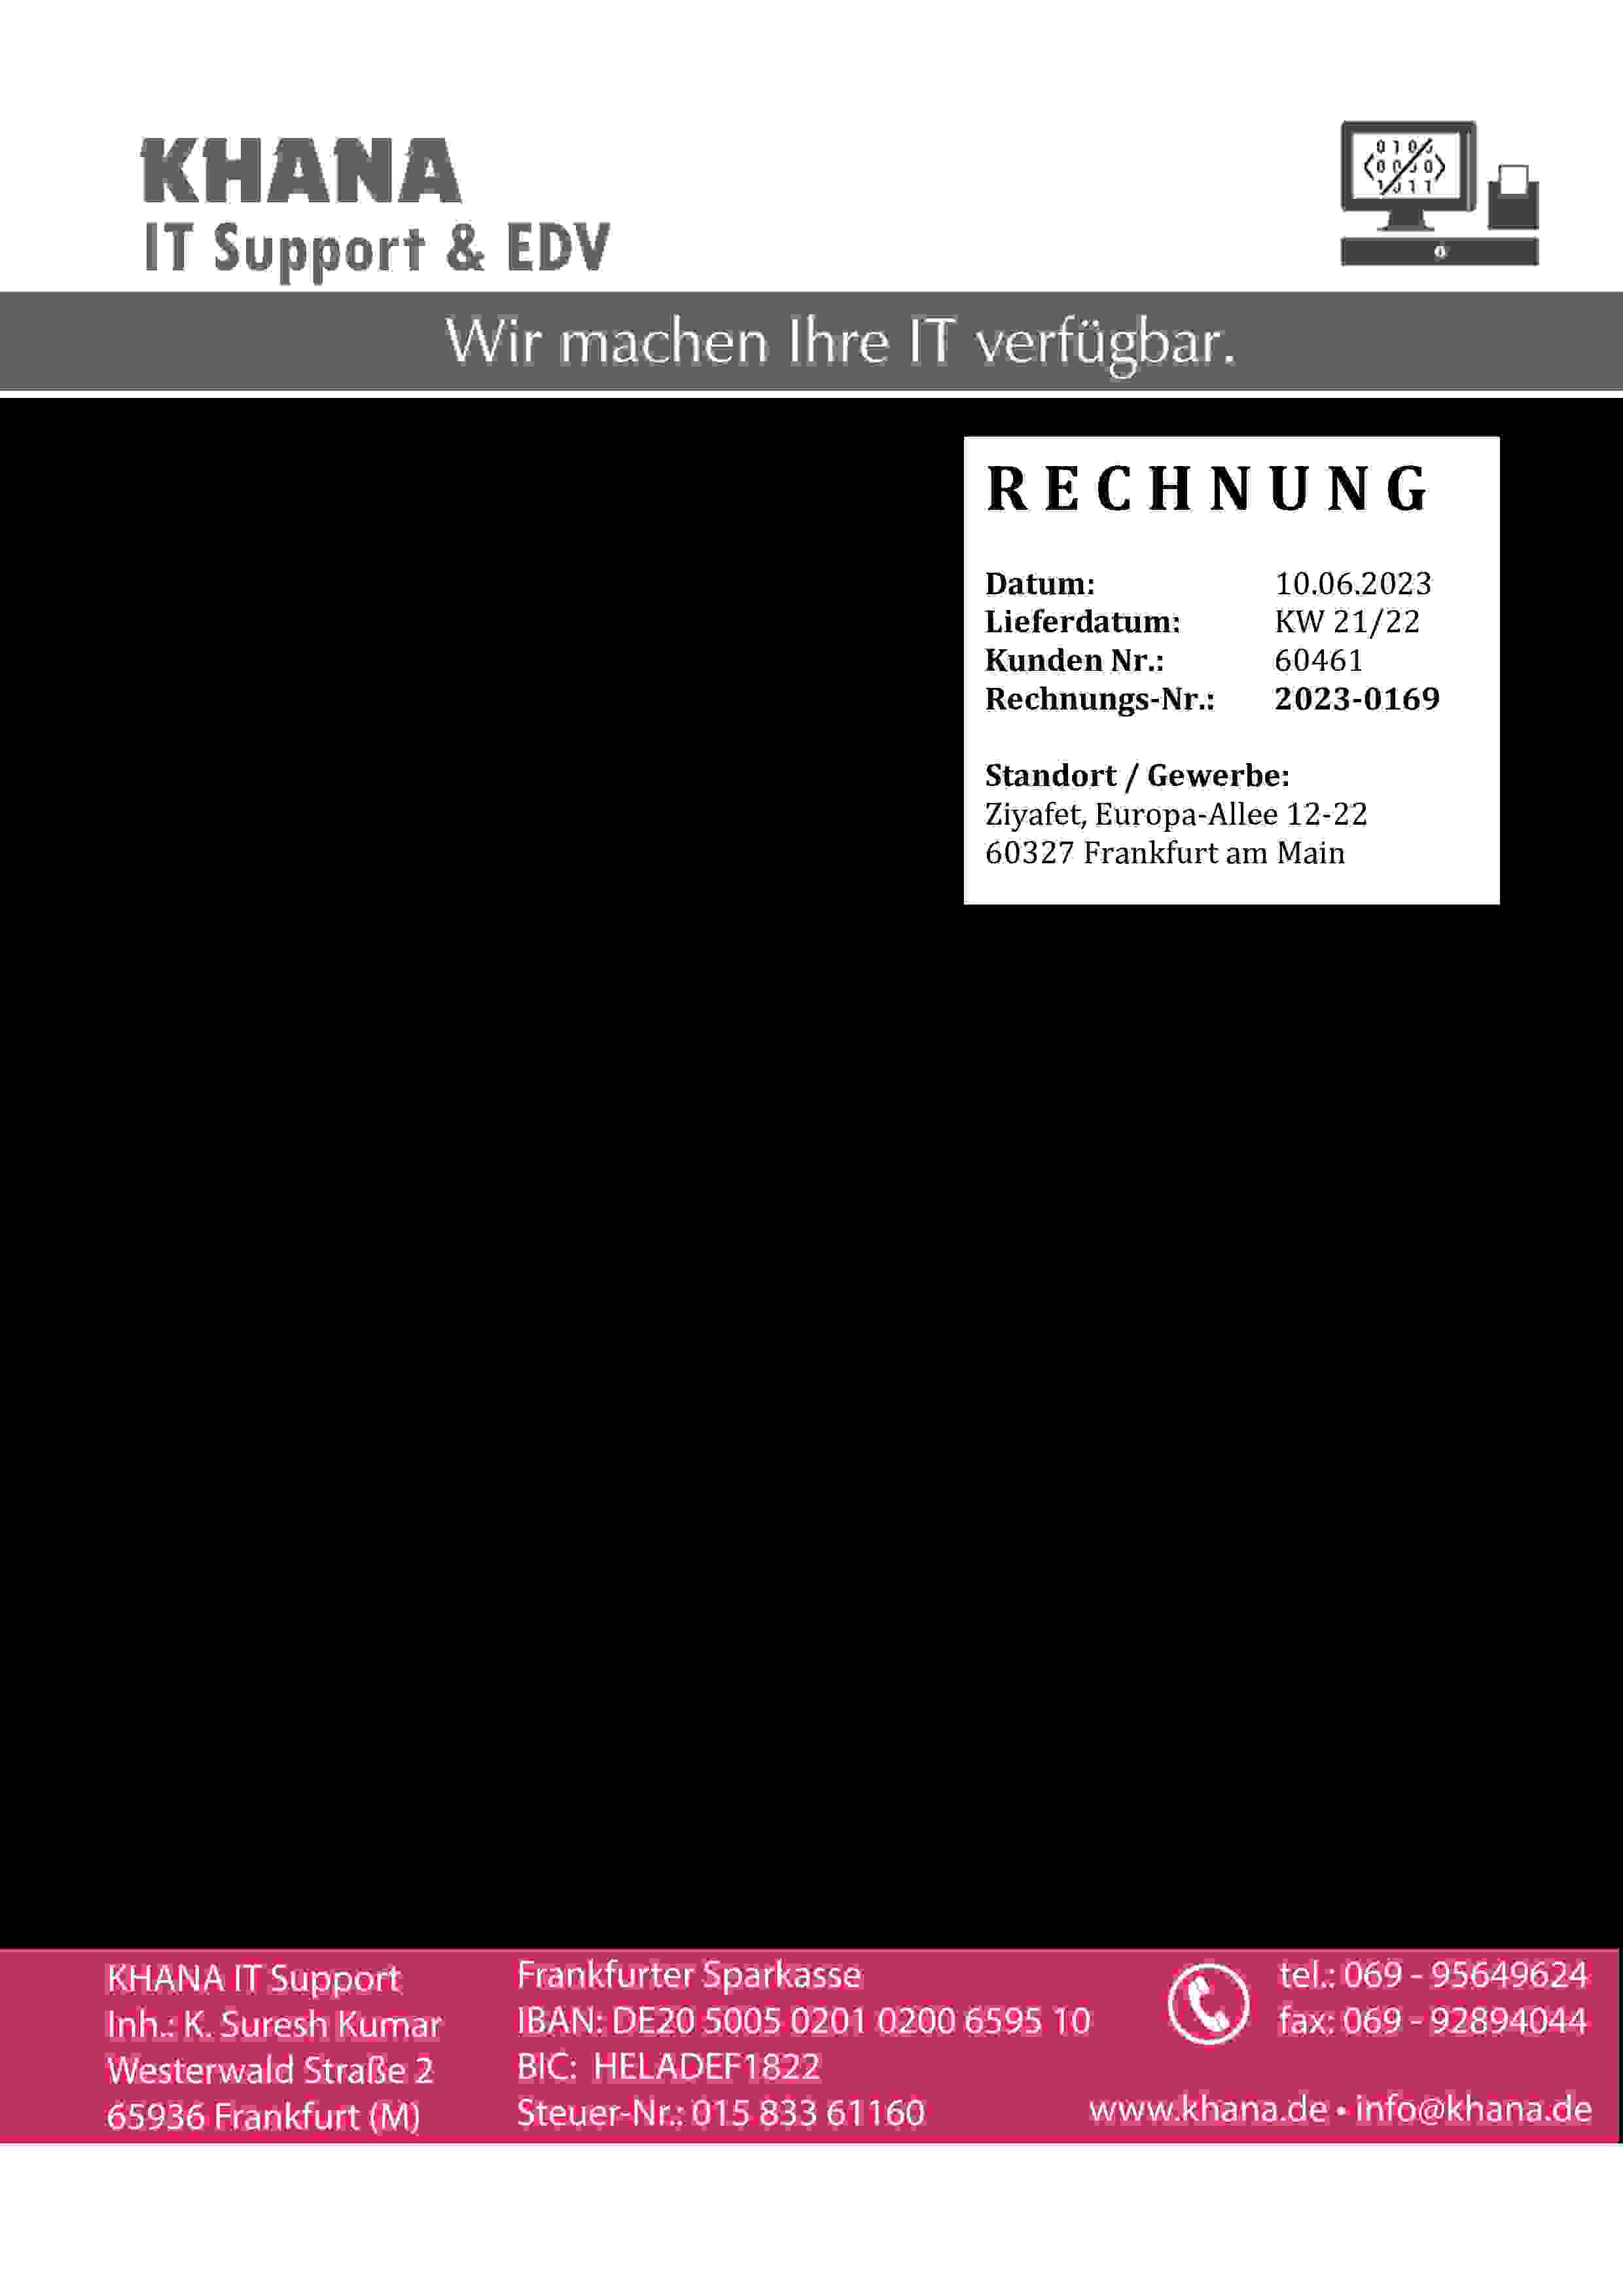 KHANA
IT Support & EDV
Wir machen Ihre IT verfügbar.
RECHNUNG
Datum: 10.06.2023
Lieferdatum: KW 21/22
Kunden Nr.: 60461
Rechnungs-Nr.: 2023-0169
Standort / Gewerbe:
Ziyafet, Europa-Allee 12-22
60327 Frankfurt am Main
KHANA IT Support
Inh.: K. Suresh Kumar
Westerwald Straße 2
65936 Frankfurt (M)
Frankfurter Sparkasse
IBAN: DE20 5005 0201 0200 6595 10
BIC: HELADEF1822
Steuer-Nr.: 015 833 61160
tel.: 069 - 95649624
fax: 069 - 92894044
www.khana.de • info@khana.de